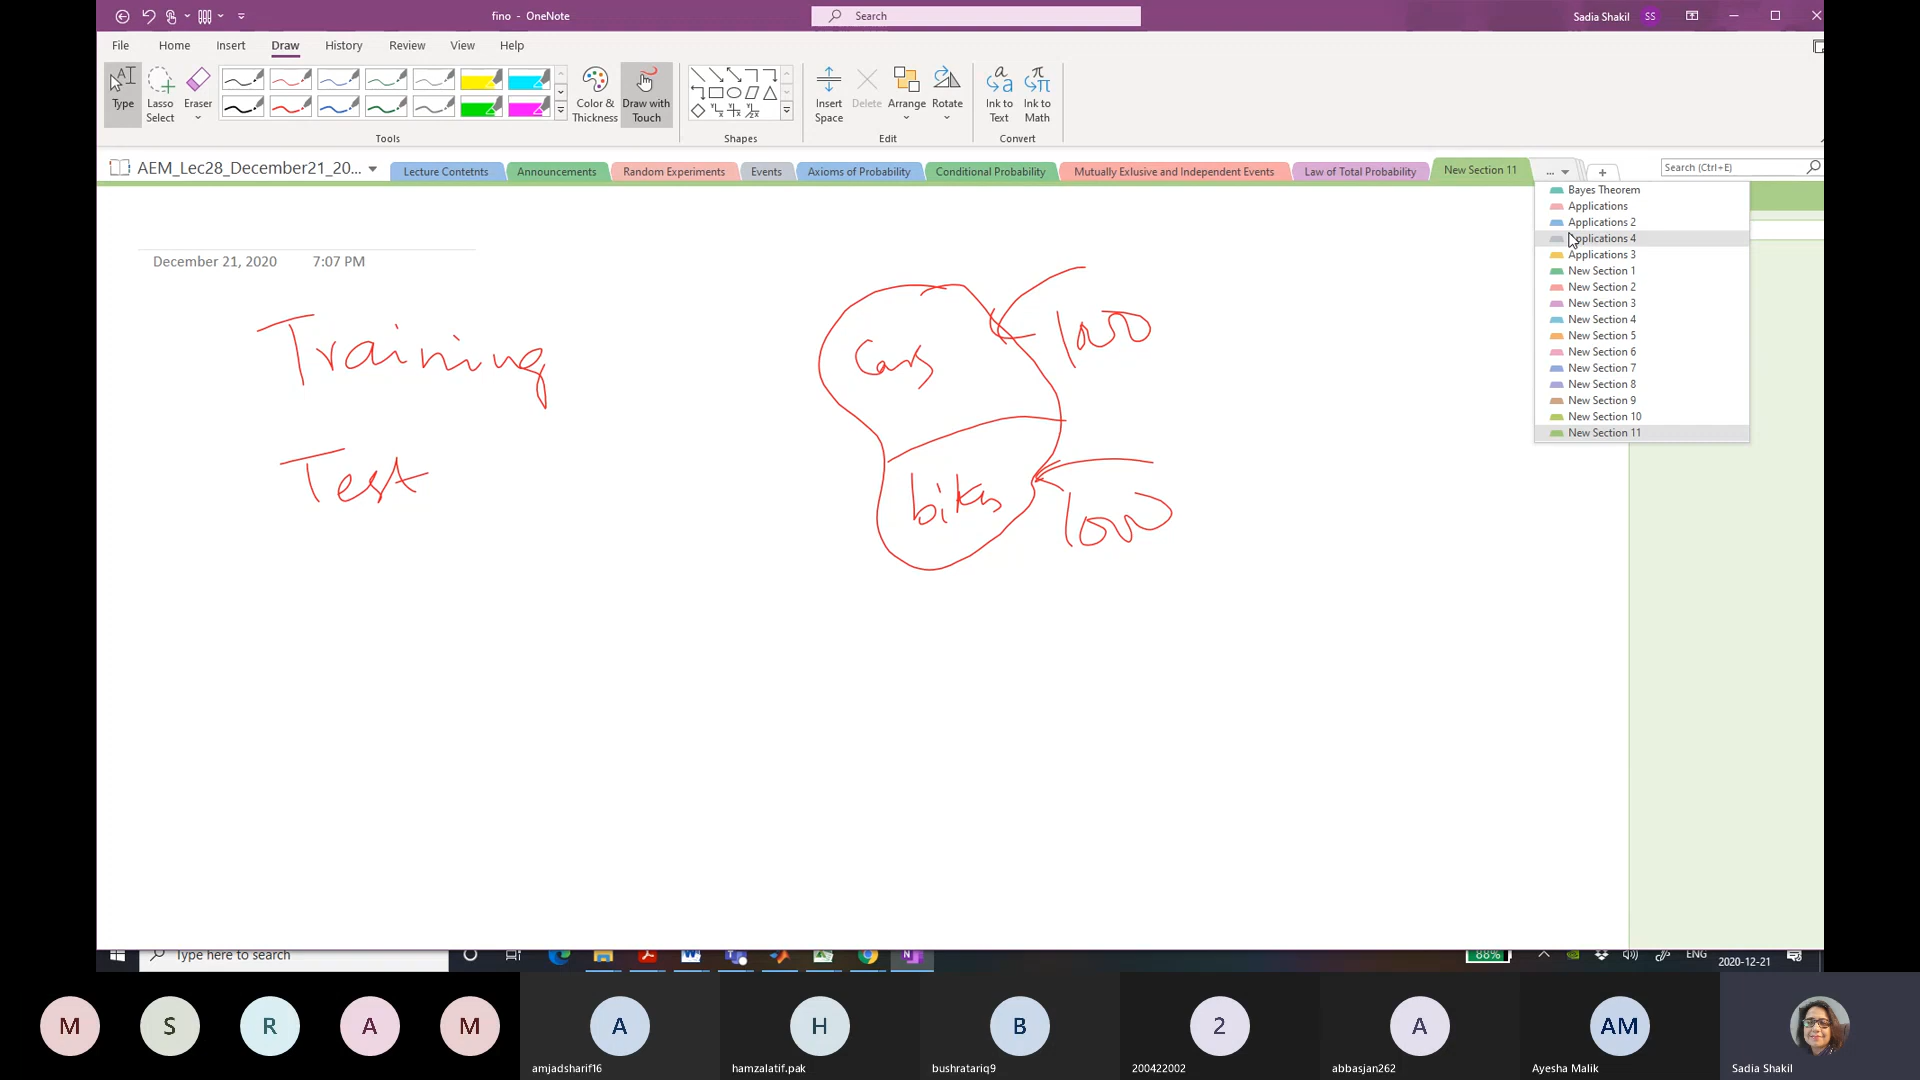 fino - OneNote
Search
Sadia Shakil
SS
File
Home
Insert
Draw
History
Review
View
Help
Type
Lasso Select
Eraser
Color & Thickness
Draw with Touch
Insert Space
Delete
Arrange
Rotate
Ink to Text
Ink to Math
Tools
Shapes
Edit
Convert
AEM_Lec28_December21_20...
Lecture Contetnts
Announcements
Random Experiments
Events
Axioms of Probability
Conditional Probability
Mutually Exlusive and Independent Events
Law of Total Probability
New Section 11
...
Search (Ctrl+E)
Bayes Theorem
Applications
Applications 2
Applications 4
Applications 3
New Section 1
New Section 2
New Section 3
New Section 4
New Section 5
New Section 6
New Section 7
New Section 8
New Section 9
New Section 10
New Section 11
December 21, 2020
7:07 PM
Training
Test
Cars
1000
bikes
1000
Type here to search
88%
ENG
2020-12-21
M
S
R
A
M
A
amjadsharif16
H
hamzalatif.pak
B
bushratariq9
2
200422002
A
abbasjan262
AM
Ayesha Malik
Sadia Shakil